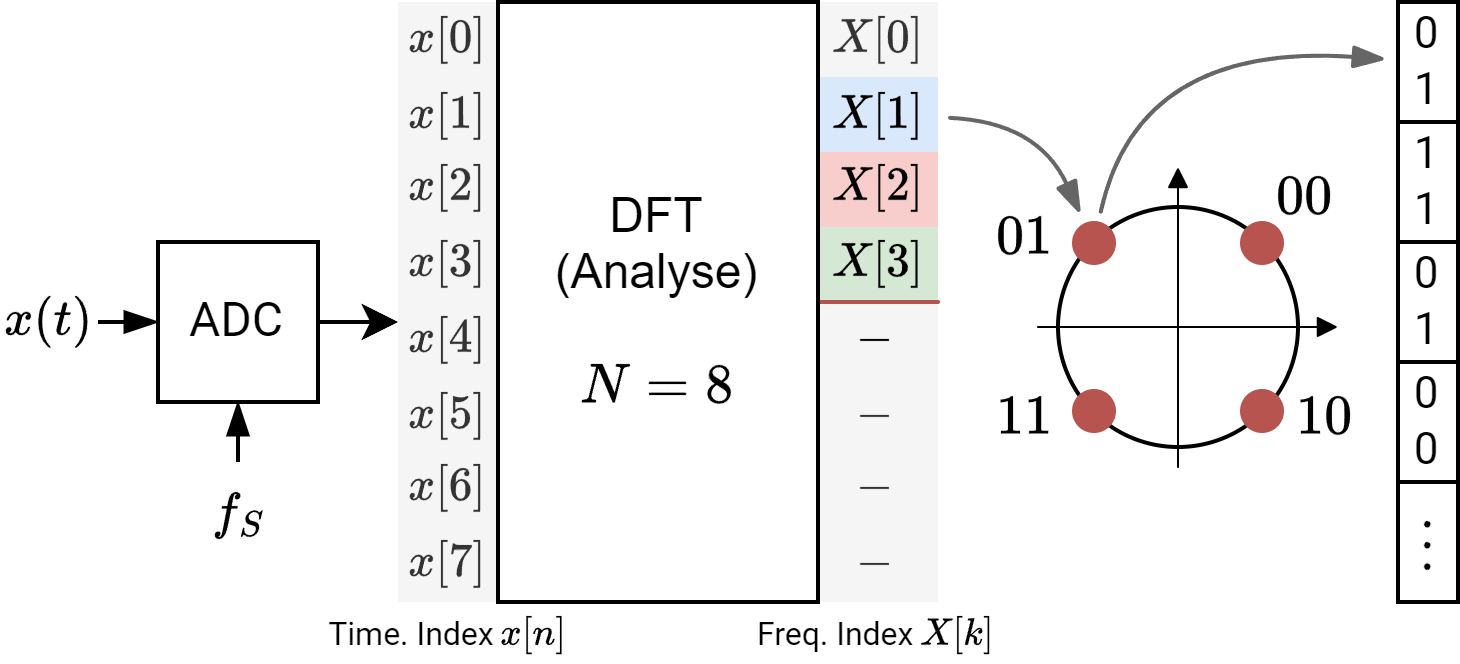 x(t)
ADC
f_S
x[0]
x[1]
x[2]
x[3]
x[4]
x[5]
x[6]
x[7]
Time. Index x[n]
DFT
(Analyse)
N = 8
X[0]
X[1]
X[2]
X[3]
–
–
–
–
Freq. Index X[k]
01
00
11
10
0
1
1
1
0
1
0
0
⋮